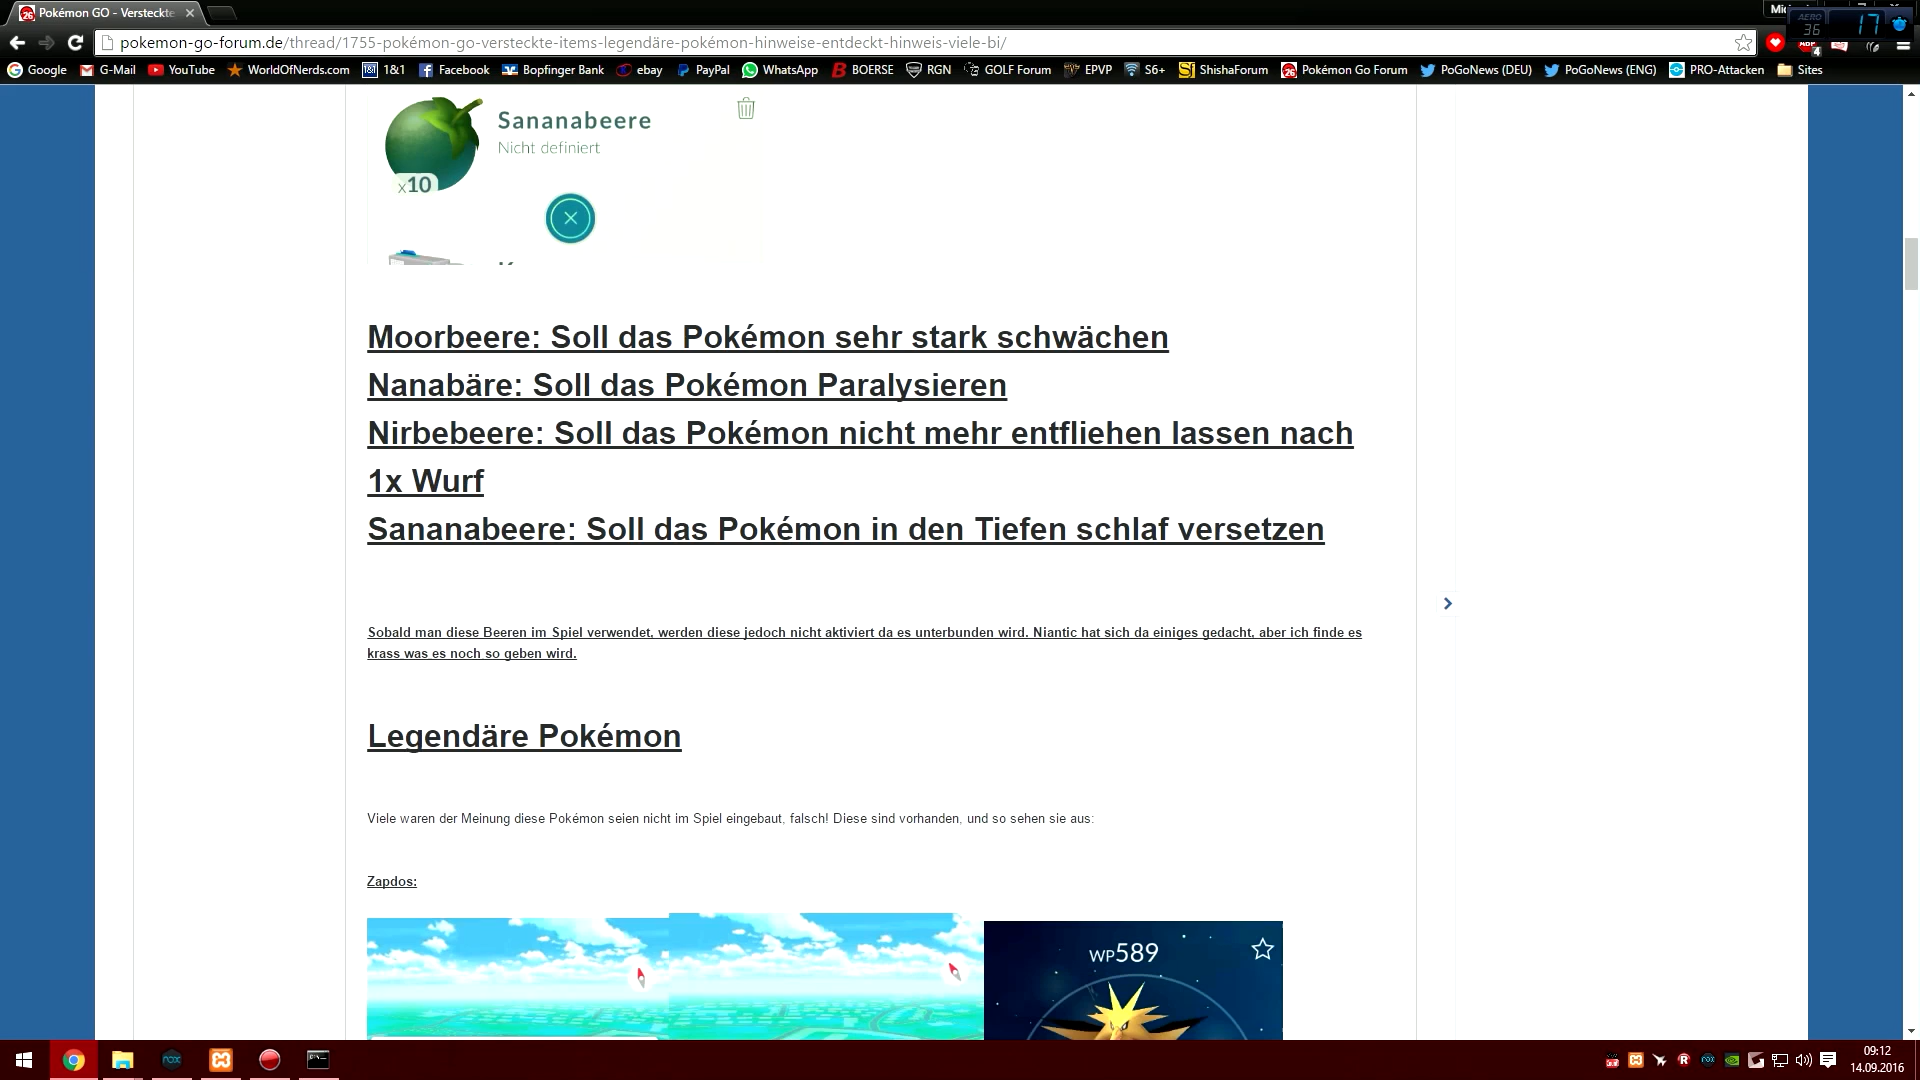 Pokémon GO - Versteckte
36
17
pokemon-go-forum.de/thread/1755-pokémon-go-versteckte-items-legendäre-pokémon-hinweise-entdeckt-hinweis-viele-bi/
4
Google G-Mail YouTube WorldOfNerds.com 1&1 Facebook Bopfinger Bank ebay PayPal WhatsApp BOERSE RGN GOLF Forum EPVP S6+ ShishaForum Pokémon Go Forum PoGoNews (DEU) PoGoNews (ENG) PRO-Attacken Sites
Sananabeere
Nicht definiert
x10
Moorbeere: Soll das Pokémon sehr stark schwächen
Nanabäre: Soll das Pokémon Paralysieren
Nirbebeere: Soll das Pokémon nicht mehr entfliehen lassen nach
1x Wurf
Sananabeere: Soll das Pokémon in den Tiefen schlaf versetzen
Sobald man diese Beeren im Spiel verwendet, werden diese jedoch nicht aktiviert da es unterbunden wird. Niantic hat sich da einiges gedacht, aber ich finde es
krass was es noch so geben wird.
Legendäre Pokémon
Viele waren der Meinung diese Pokémon seien nicht im Spiel eingebaut, falsch! Diese sind vorhanden, und so sehen sie aus:
Zapdos:
WP589
09:12
14.09.2016